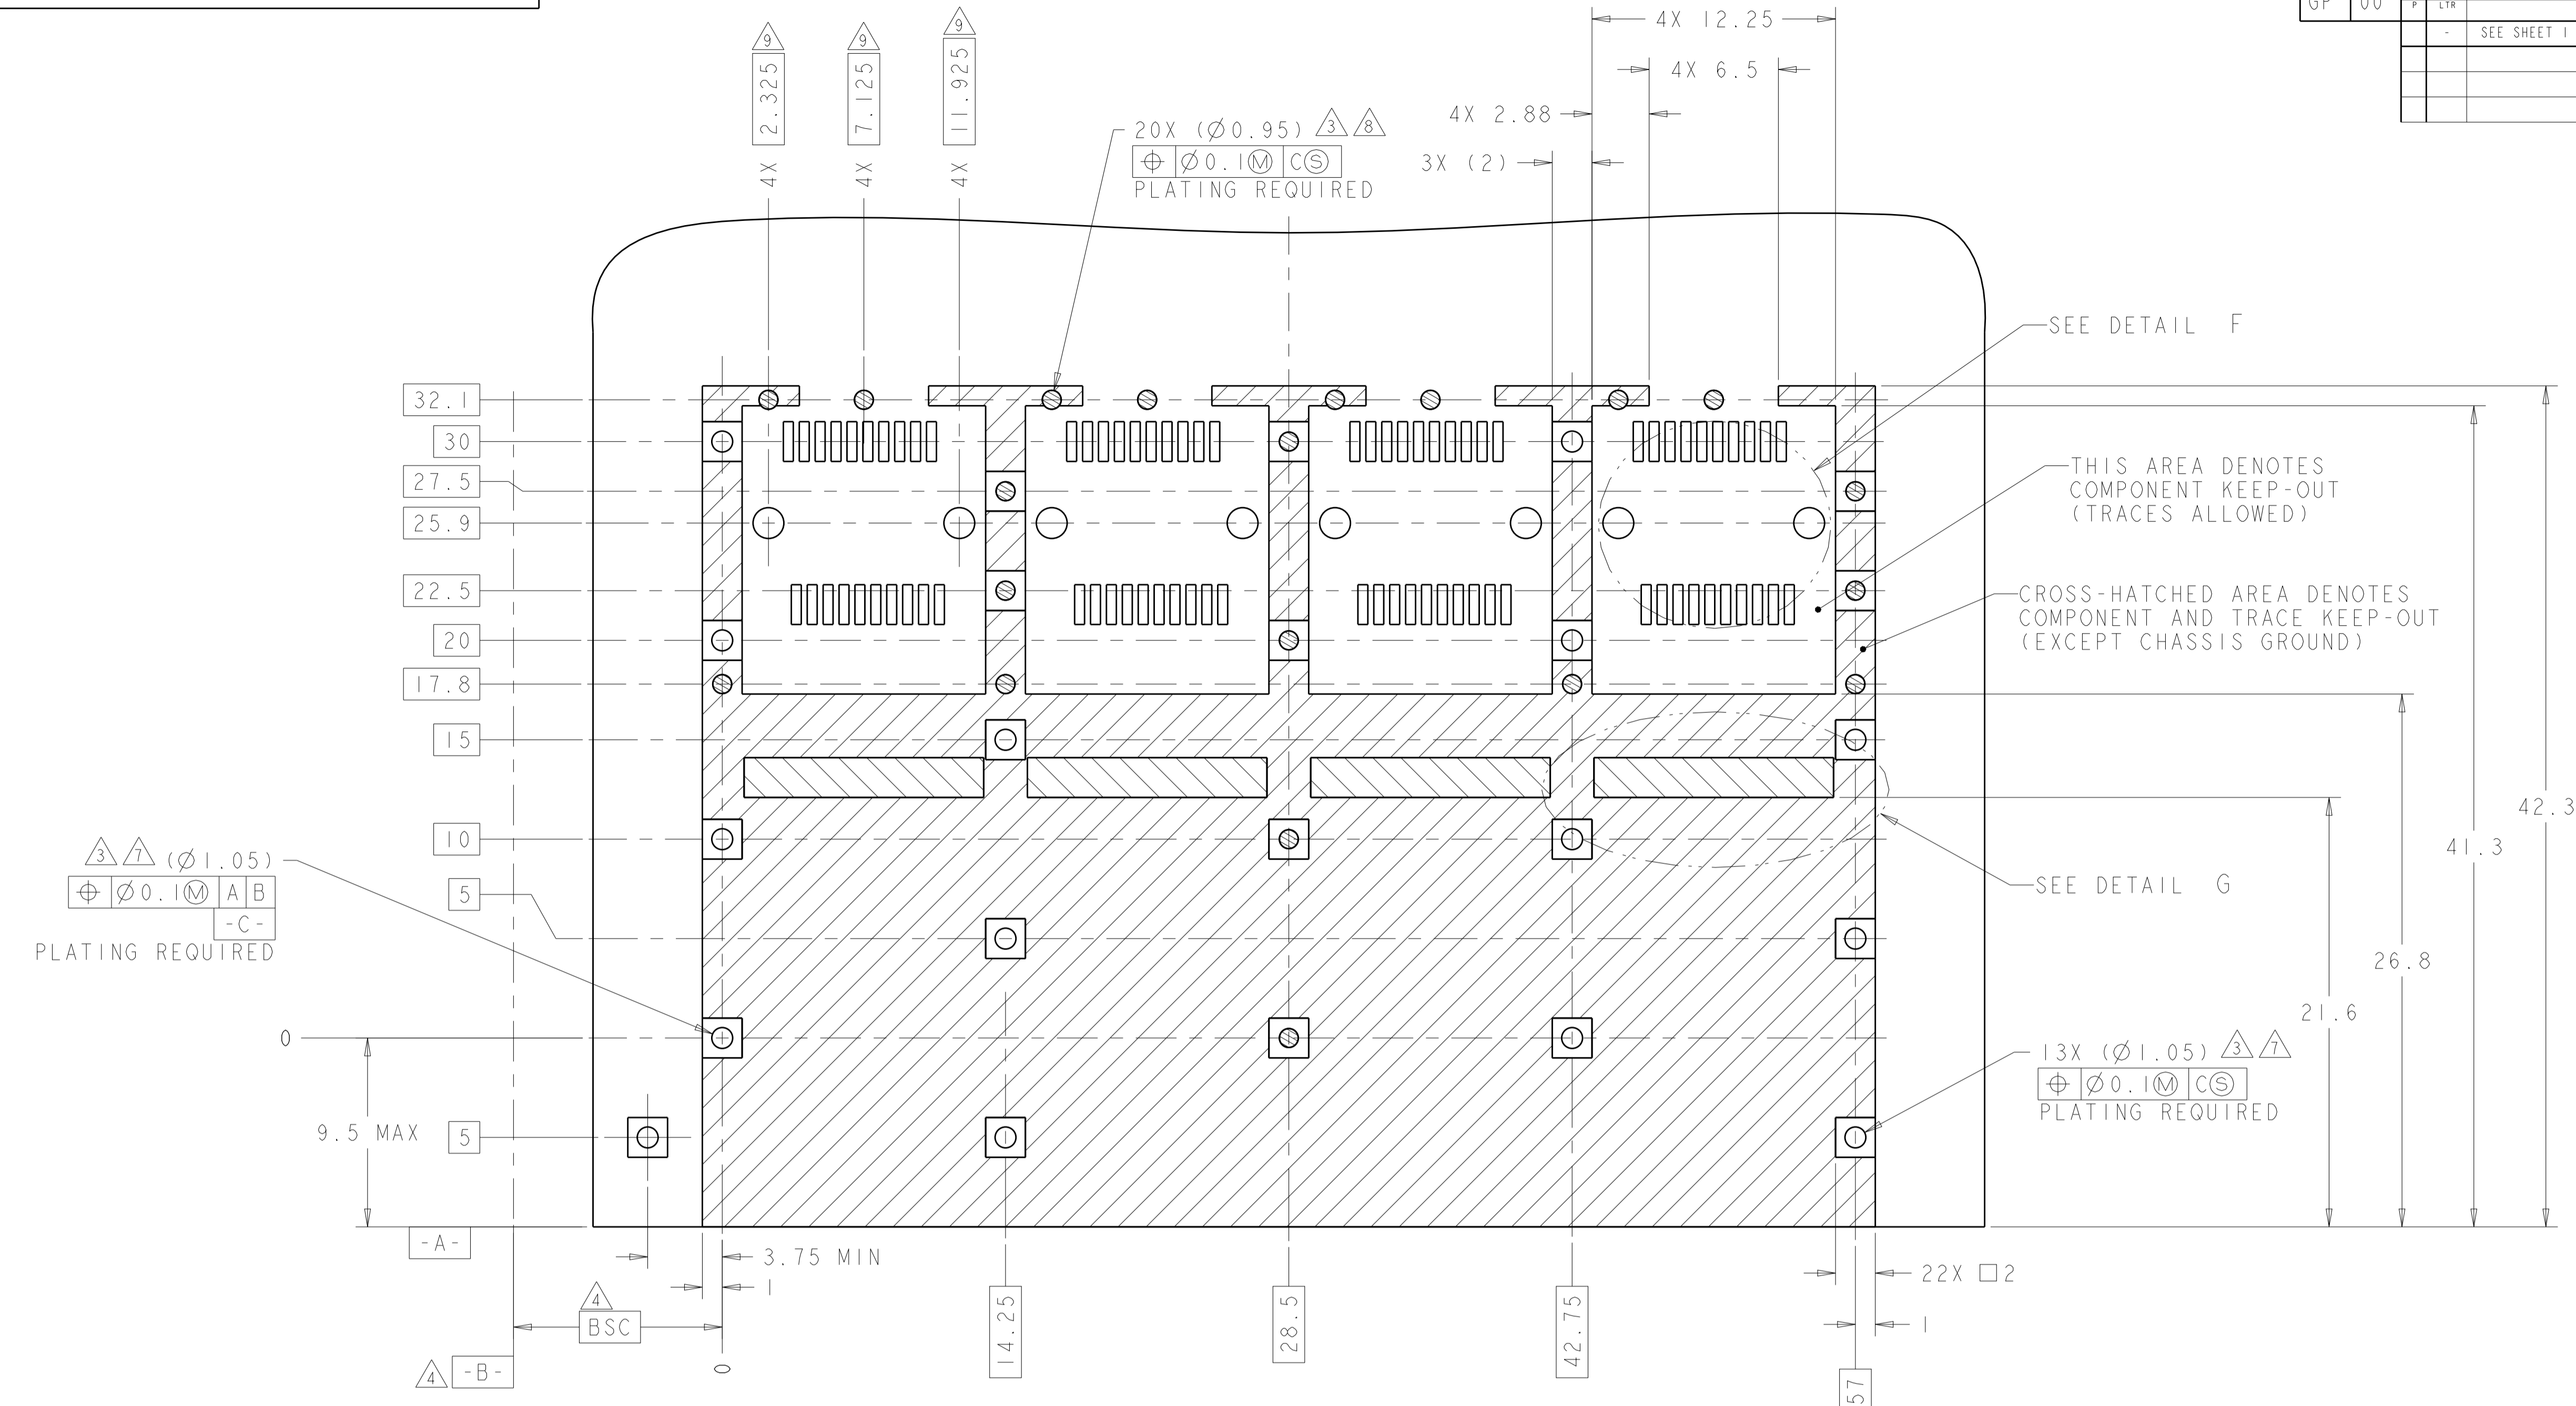 GP
00
P
LTR
-
SEE SHEET 1
4X 2.325
9
4X 7.125
9
4X 11.925
9
20X (Ø0.95) 3 8
⌖ Ø0.1Ⓜ CⓈ
PLATING REQUIRED
4X 12.25
4X 6.5
4X 2.88
3X (2)
SEE DETAIL F
THIS AREA DENOTES
COMPONENT KEEP-OUT
(TRACES ALLOWED)
CROSS-HATCHED AREA DENOTES
COMPONENT AND TRACE KEEP-OUT
(EXCEPT CHASSIS GROUND)
32.1
30
27.5
25.9
22.5
20
17.8
15
10
5
0
5
3 7 (Ø1.05)
⌖ Ø0.1Ⓜ A B
-C-
PLATING REQUIRED
9.5 MAX
SEE DETAIL G
42.3
41.3
26.8
21.6
13X (Ø1.05) 3 7
⌖ Ø0.1Ⓜ CⓈ
PLATING REQUIRED
-A-
3.75 MIN
1
4
BSC
4 -B-
0
14.25
28.5
42.75
57
22X □2
1